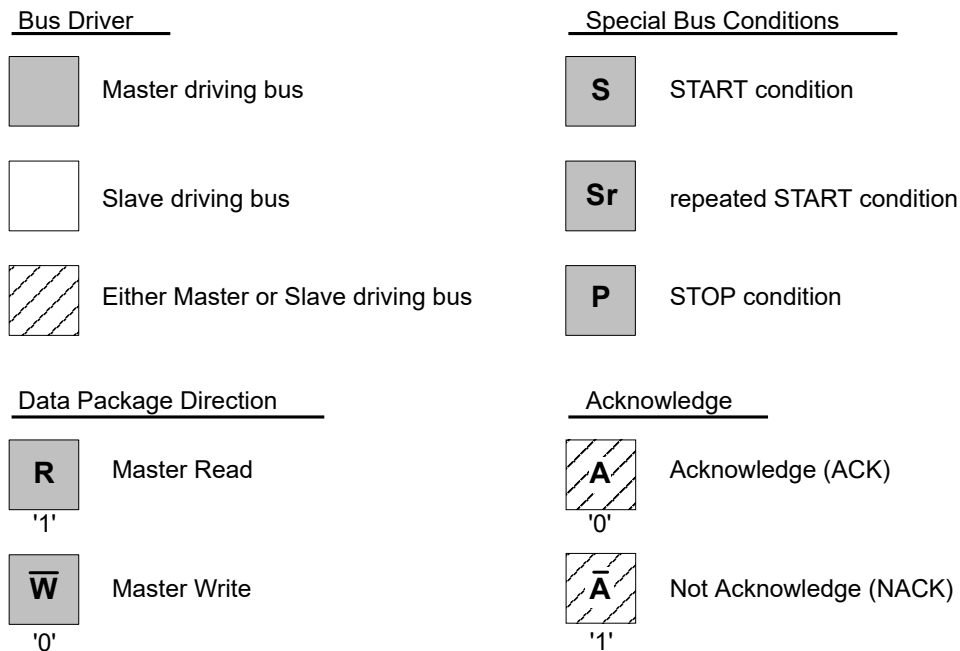 Bus Driver
Master driving bus
Slave driving bus
Either Master or Slave driving bus
Special Bus Conditions
S START condition
Sr repeated START condition
P STOP condition
Data Package Direction
R Master Read
'1'
W̅ Master Write
'0'
Acknowledge
A Acknowledge (ACK)
'0'
A̅ Not Acknowledge (NACK)
'1'